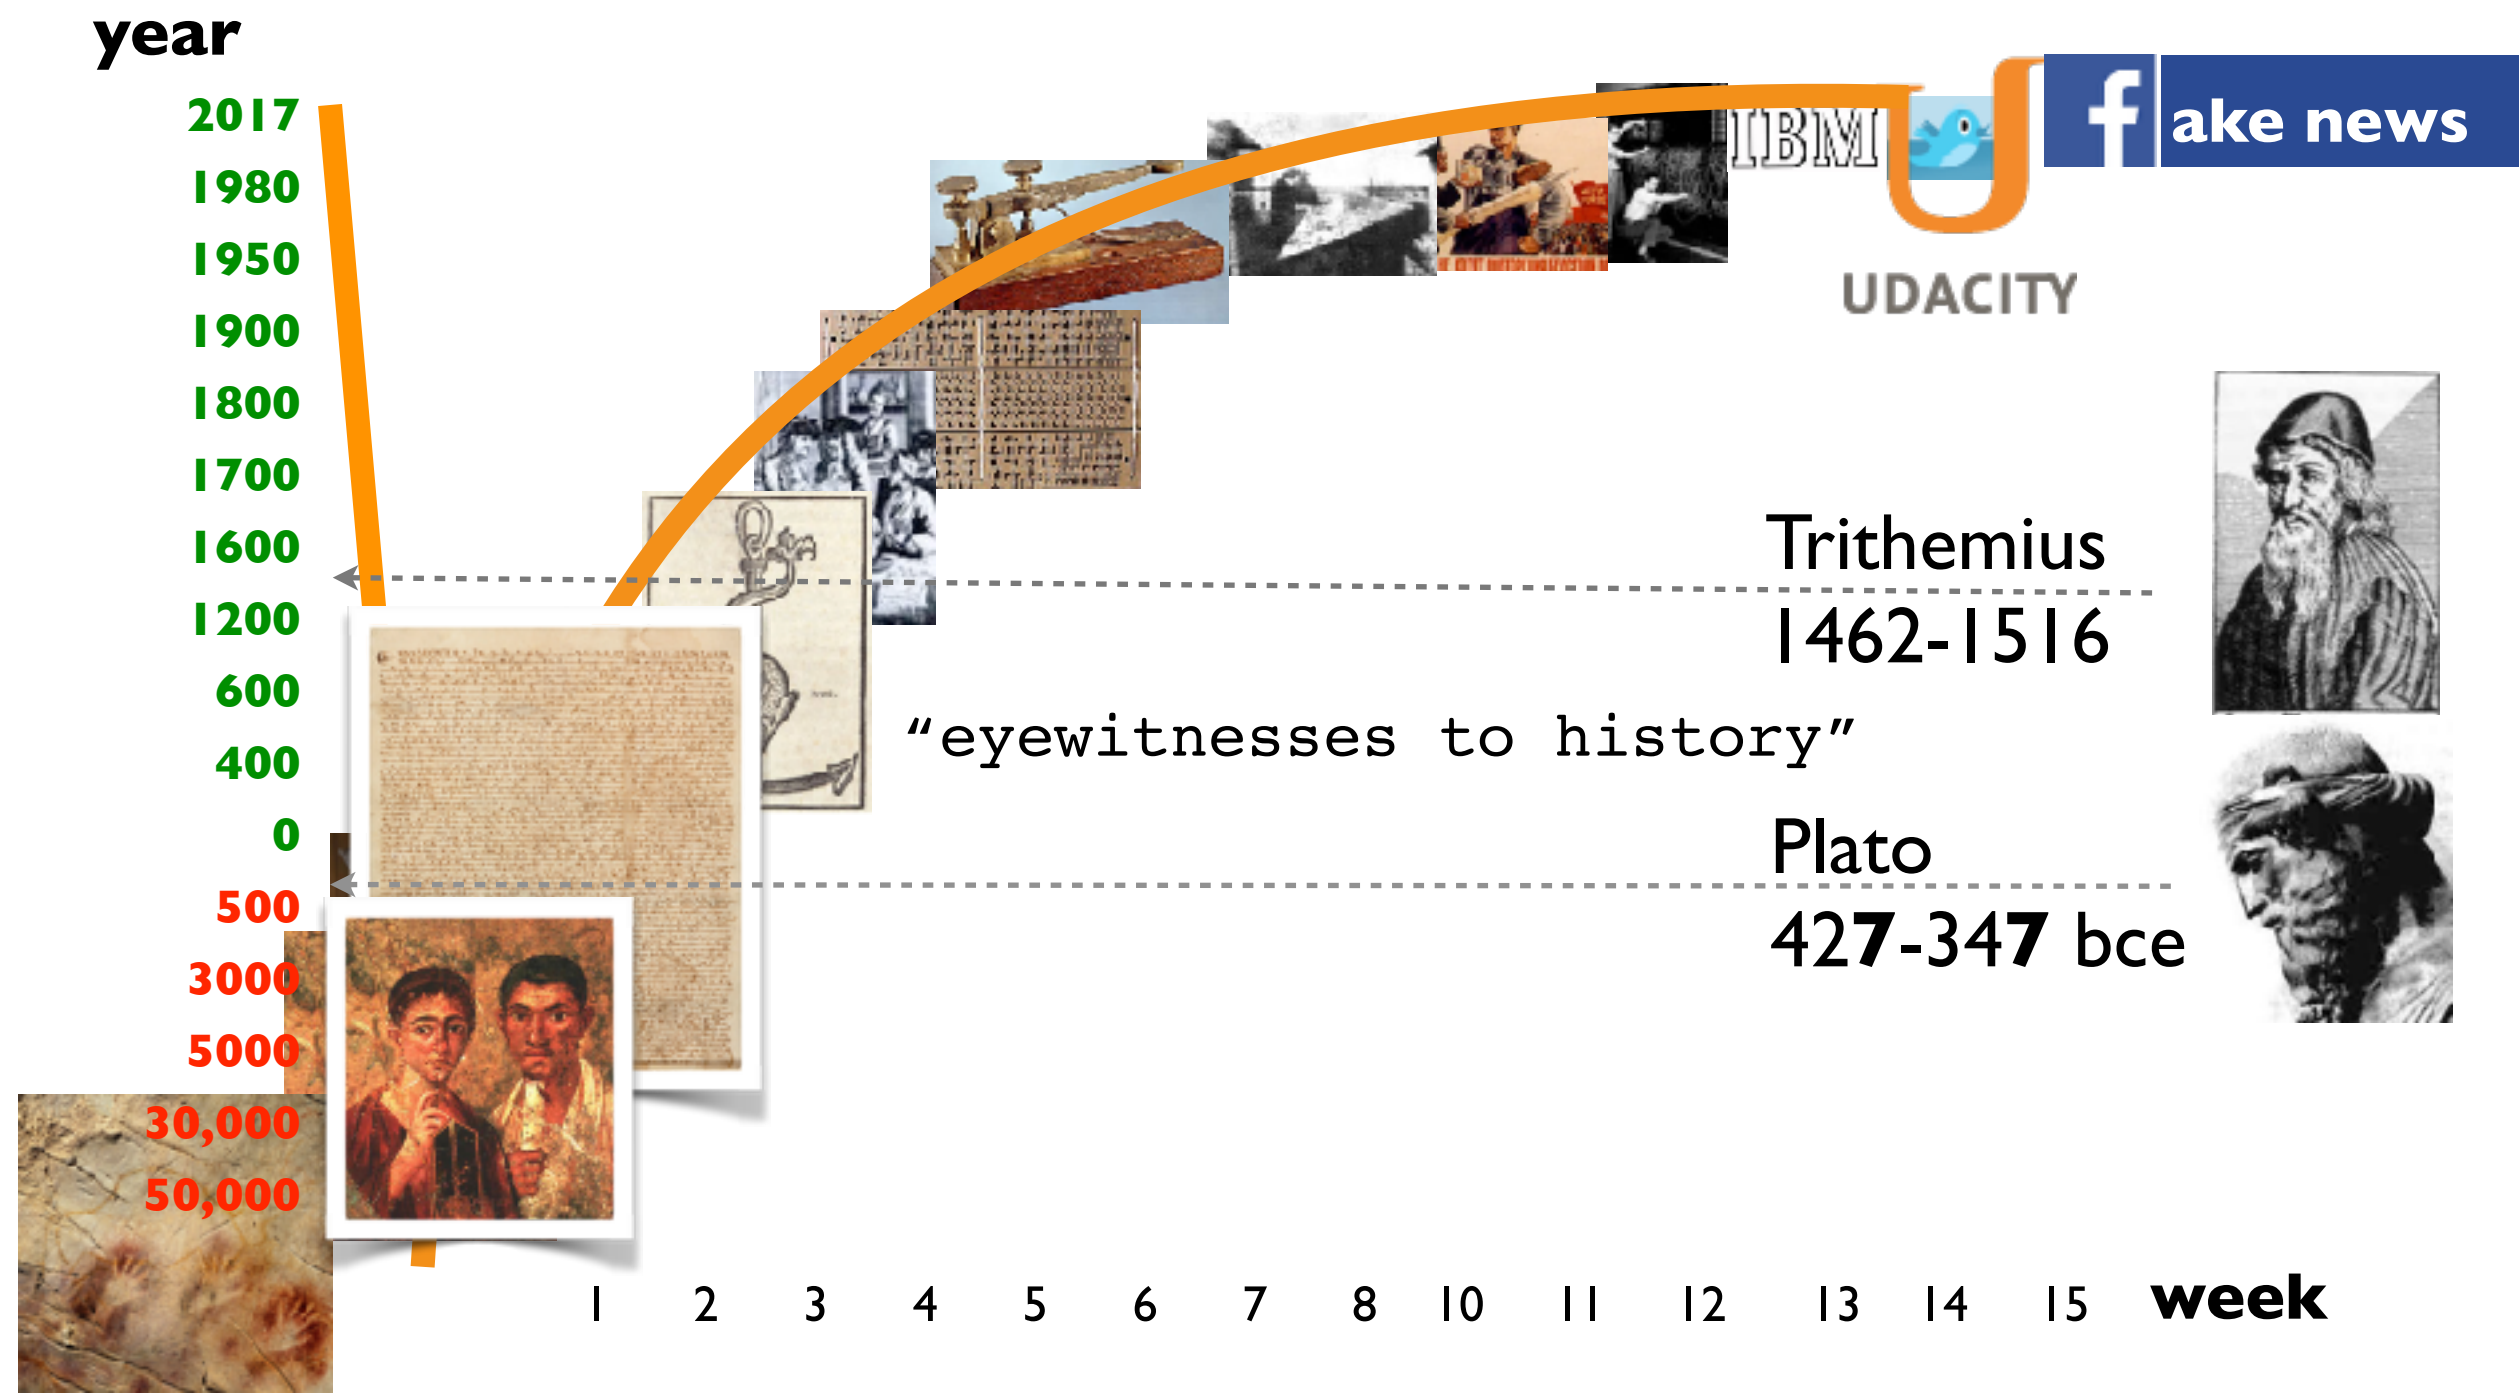 year
2017
1980
1950
1900
1800
1700
1600
1200
600
400
0
500
3000
5000
30,000
50,000
IBM
f ake news
UDACITY
Trithemius
1462-1516
“eyewitnesses to history”
Plato
427-347 bce
1 2 3 4 5 6 7 8 10 11 12 13 14 15 week